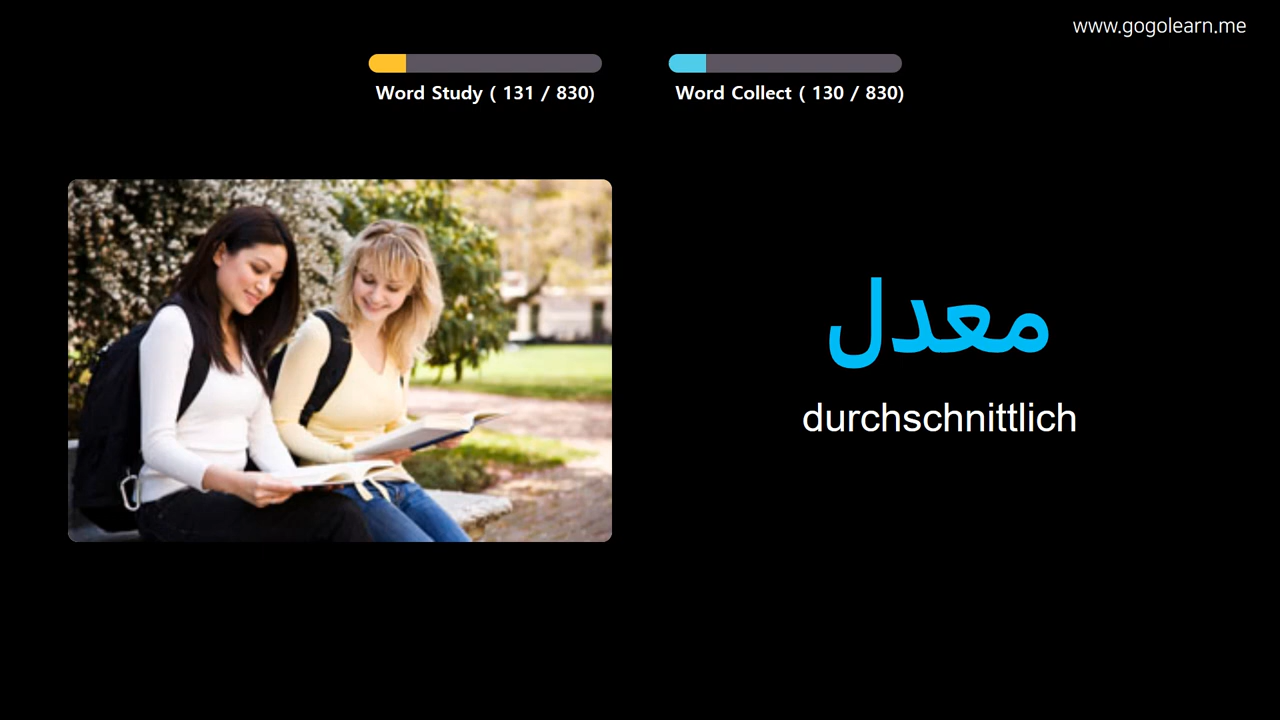 www.gogolearn.me
Word Study ( 131 / 830)
Word Collect ( 130 / 830)
معدل
durchschnittlich